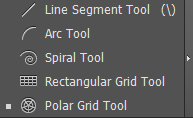 Line Segment Tool (\)
Arc Tool
Spiral Tool
Rectangular Grid Tool
Polar Grid Tool